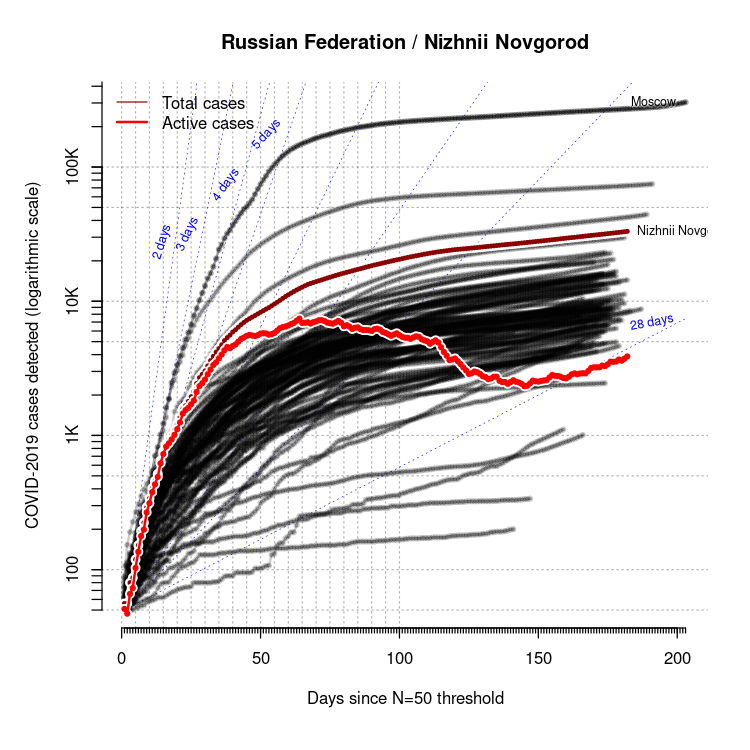 Russian Federation / Nizhnii Novgorod
Total cases
Active cases
Moscow
Nizhnii Novg
2 days
3 days
4 days
5 days
28 days
COVID-2019 cases detected (logarithmic scale)
100K
10K
1K
100
0 50 100 150 200
Days since N=50 threshold